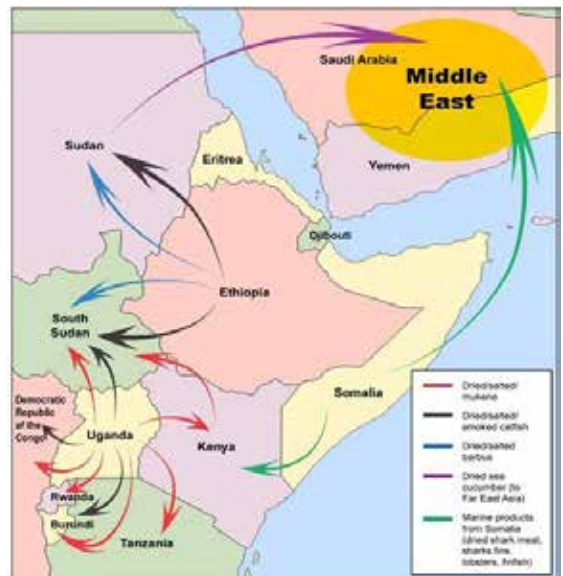 Saudi Arabia
Middle
East
Sudan
Eritrea
Yemen
Djibouti
Ethiopia
South
Sudan
Somalia
Democratic
Republic
of the
Congo
Uganda
Kenya
Rwanda
Burundi
Tanzania
Dried/salted/
mukene
Dried/salted/
smoked catfish
Dried/salted
barbus
Dried sea
cucumber (to
Far East Asia)
Marine products
from Somalia
(dried shark meat,
sharks fins,
lobsters, finfish)